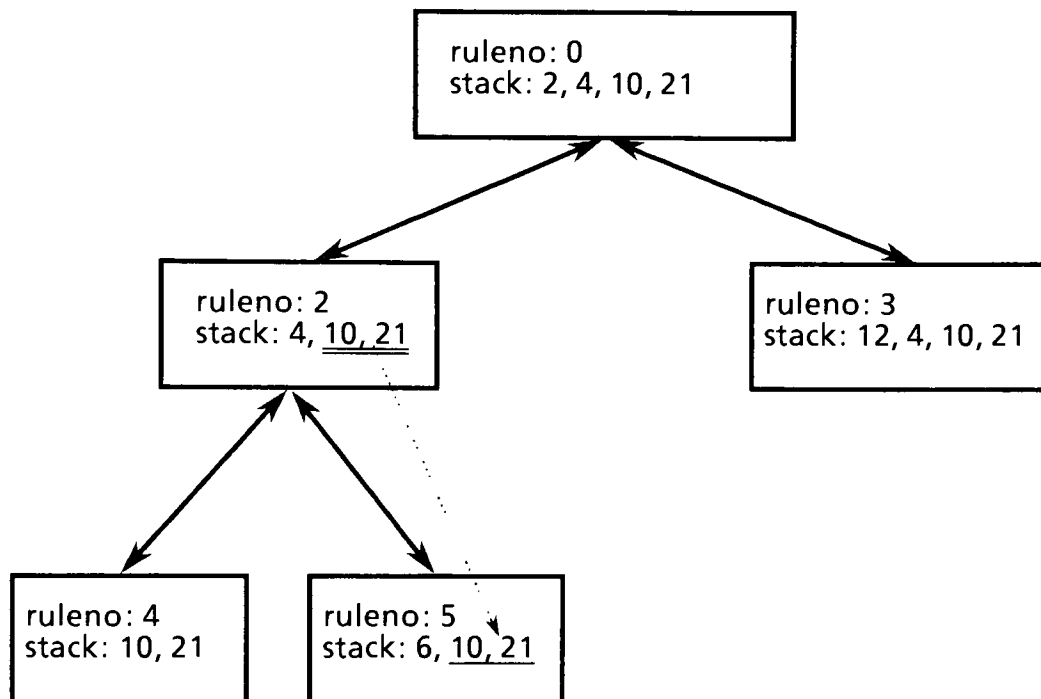 ruleno: 0
stack: 2, 4, 10, 21
ruleno: 2
stack: 4, 10, 21
ruleno: 3
stack: 12, 4, 10, 21
ruleno: 4
stack: 10, 21
ruleno: 5
stack: 6, 10, 21